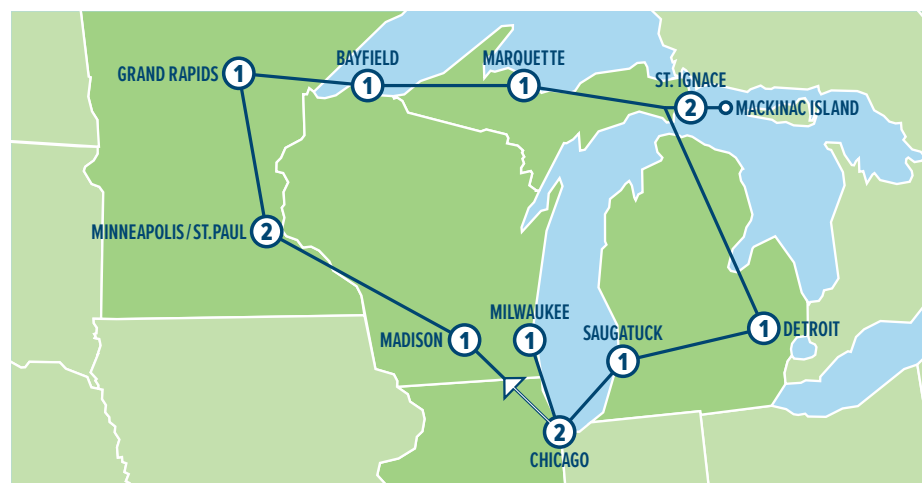 BAYFIELD
MARQUETTE
GRAND RAPIDS
1
1
1
ST. IGNACE
2
MACKINAC ISLAND
MINNEAPOLIS/ST.PAUL
2
MILWAUKEE
MADISON
1
1
SAUGATUCK
1
1
DETROIT
2
CHICAGO